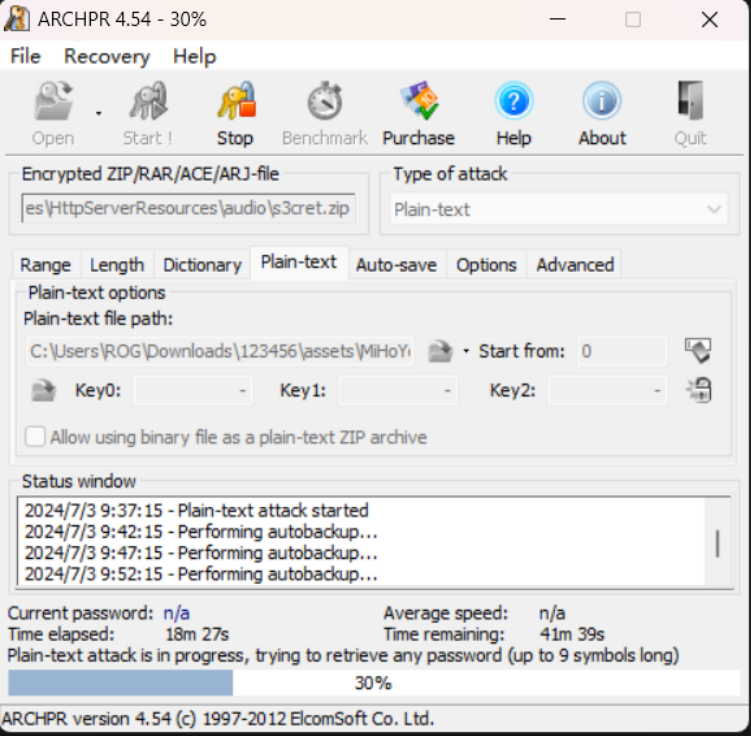 ARCHPR 4.54 - 30%
File Recovery Help
Open Start ! Stop Benchmark Purchase Help About Quit
Encrypted ZIP/RAR/ACE/ARJ-file Type of attack
es\HttpServerResources\audio\s3cret.zip Plain-text
Range Length Dictionary Plain-text Auto-save Options Advanced
Plain-text options
Plain-text file path:
C:\Users\ROG\Downloads\123456\assets\MiHoYo Start from: 0
Key0: - Key1: - Key2: -
Allow using binary file as a plain-text ZIP archive
Status window
2024/7/3 9:37:15 - Plain-text attack started
2024/7/3 9:42:15 - Performing autobackup...
2024/7/3 9:47:15 - Performing autobackup...
2024/7/3 9:52:15 - Performing autobackup...
Current password: n/a Average speed: n/a
Time elapsed: 18m 27s Time remaining: 41m 39s
Plain-text attack is in progress, trying to retrieve any password (up to 9 symbols long)
30%
ARCHPR version 4.54 (c) 1997-2012 ElcomSoft Co. Ltd.